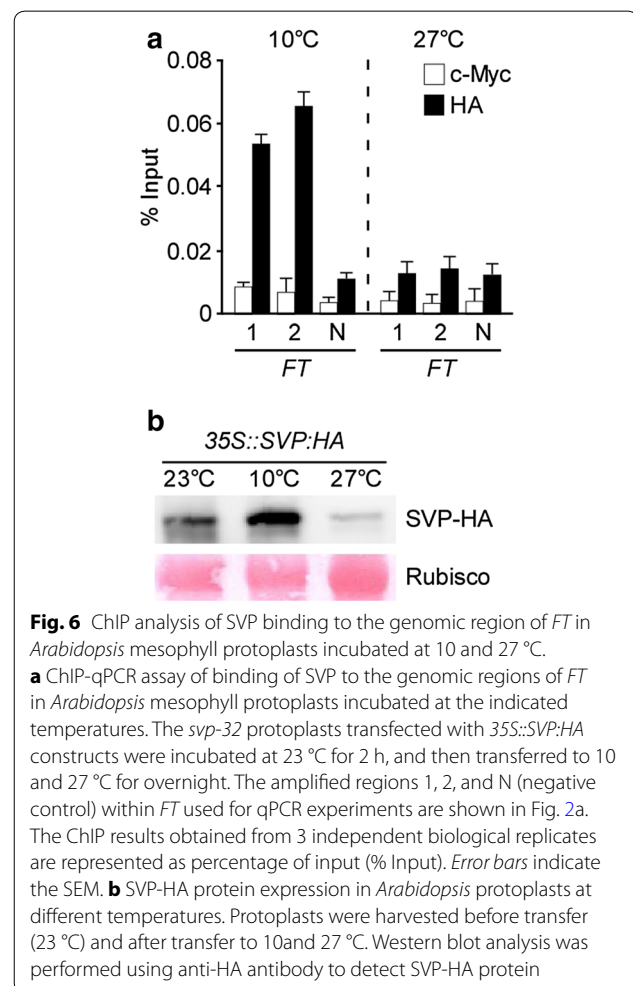 a
10°C 27°C
c-Myc
HA
% Input
0.08
0.06
0.04
0.02
0
1 2 N 1 2 N
FT FT
b
35S::SVP:HA
23°C 10°C 27°C
SVP-HA
Rubisco
Fig. 6 ChIP analysis of SVP binding to the genomic region of FT in
Arabidopsis mesophyll protoplasts incubated at 10 and 27 °C.
a ChIP-qPCR assay of binding of SVP to the genomic regions of FT
in Arabidopsis mesophyll protoplasts incubated at the indicated
temperatures. The svp-32 protoplasts transfected with 35S::SVP:HA
constructs were incubated at 23 °C for 2 h, and then transferred to 10
and 27 °C for overnight. The amplified regions 1, 2, and N (negative
control) within FT used for qPCR experiments are shown in Fig. 2a.
The ChIP results obtained from 3 independent biological replicates
are represented as percentage of input (% Input). Error bars indicate
the SEM. b SVP-HA protein expression in Arabidopsis protoplasts at
different temperatures. Protoplasts were harvested before transfer
(23 °C) and after transfer to 10and 27 °C. Western blot analysis was
performed using anti-HA antibody to detect SVP-HA protein